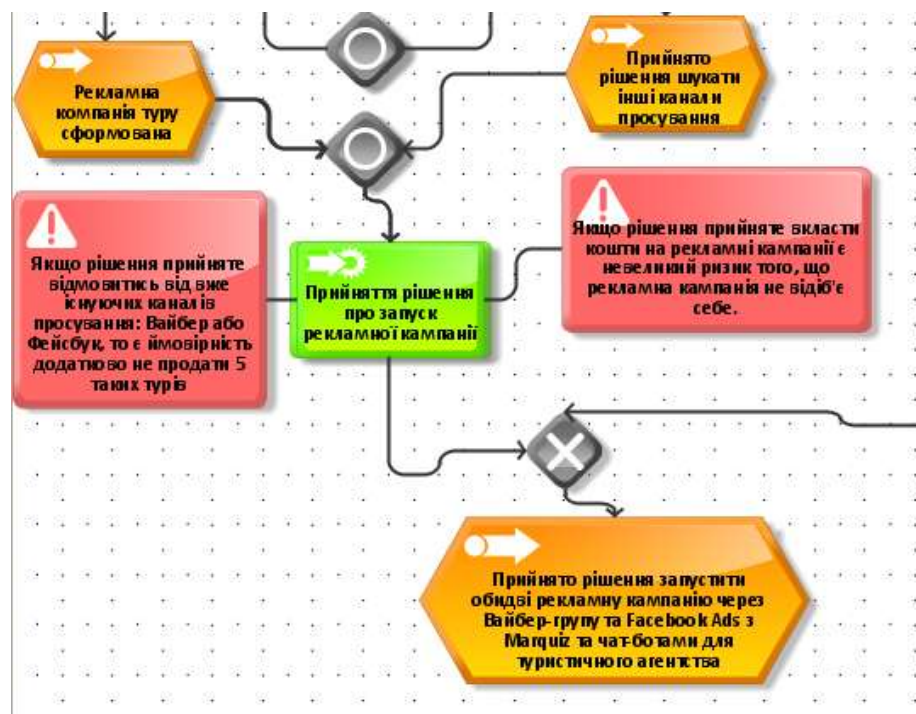 Рекламна
компанія туру
сформована
Прийнято
рішення шукати
інші канали
просування
Якщо рішення прийняте
відмовитись від вже
існуючих каналів
просування: Вайбер або
Фейсбук, то є ймовірність
додатково не продати 5
таких турів
Прийняття рішення
про запуск
рекламної кампанії
Якщо рішення прийняте вкласти
кошти на рекламні кампанії є
невеликий ризик того, що
рекламна кампанія не відіб'є
себе.
Прийнято рішення запустити
обидві рекламну кампанію через
Вайбер-групу та Facebook Ads з
Marquiz та чат-ботами для
туристичного агентства